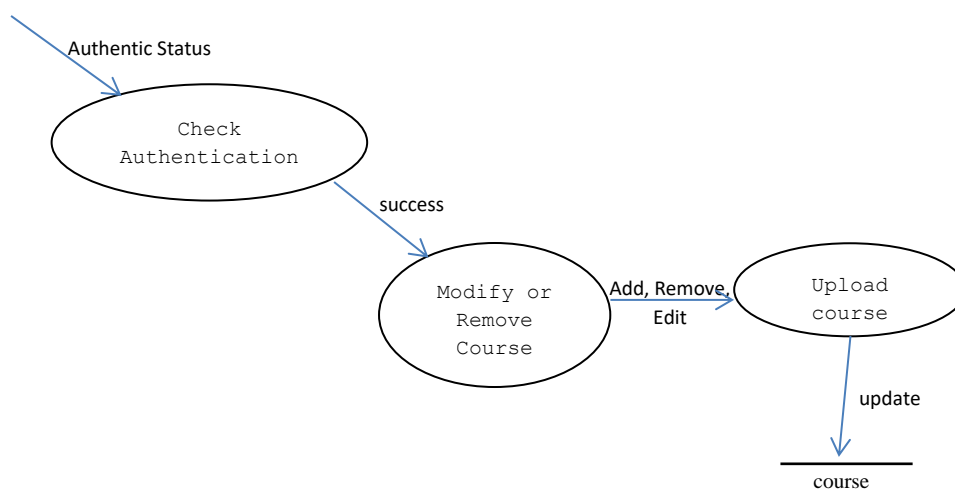 Authentic Status
Check
Authentication
success
Modify or
Remove
Course
Add, Remove,
Edit
Upload
course
update
course